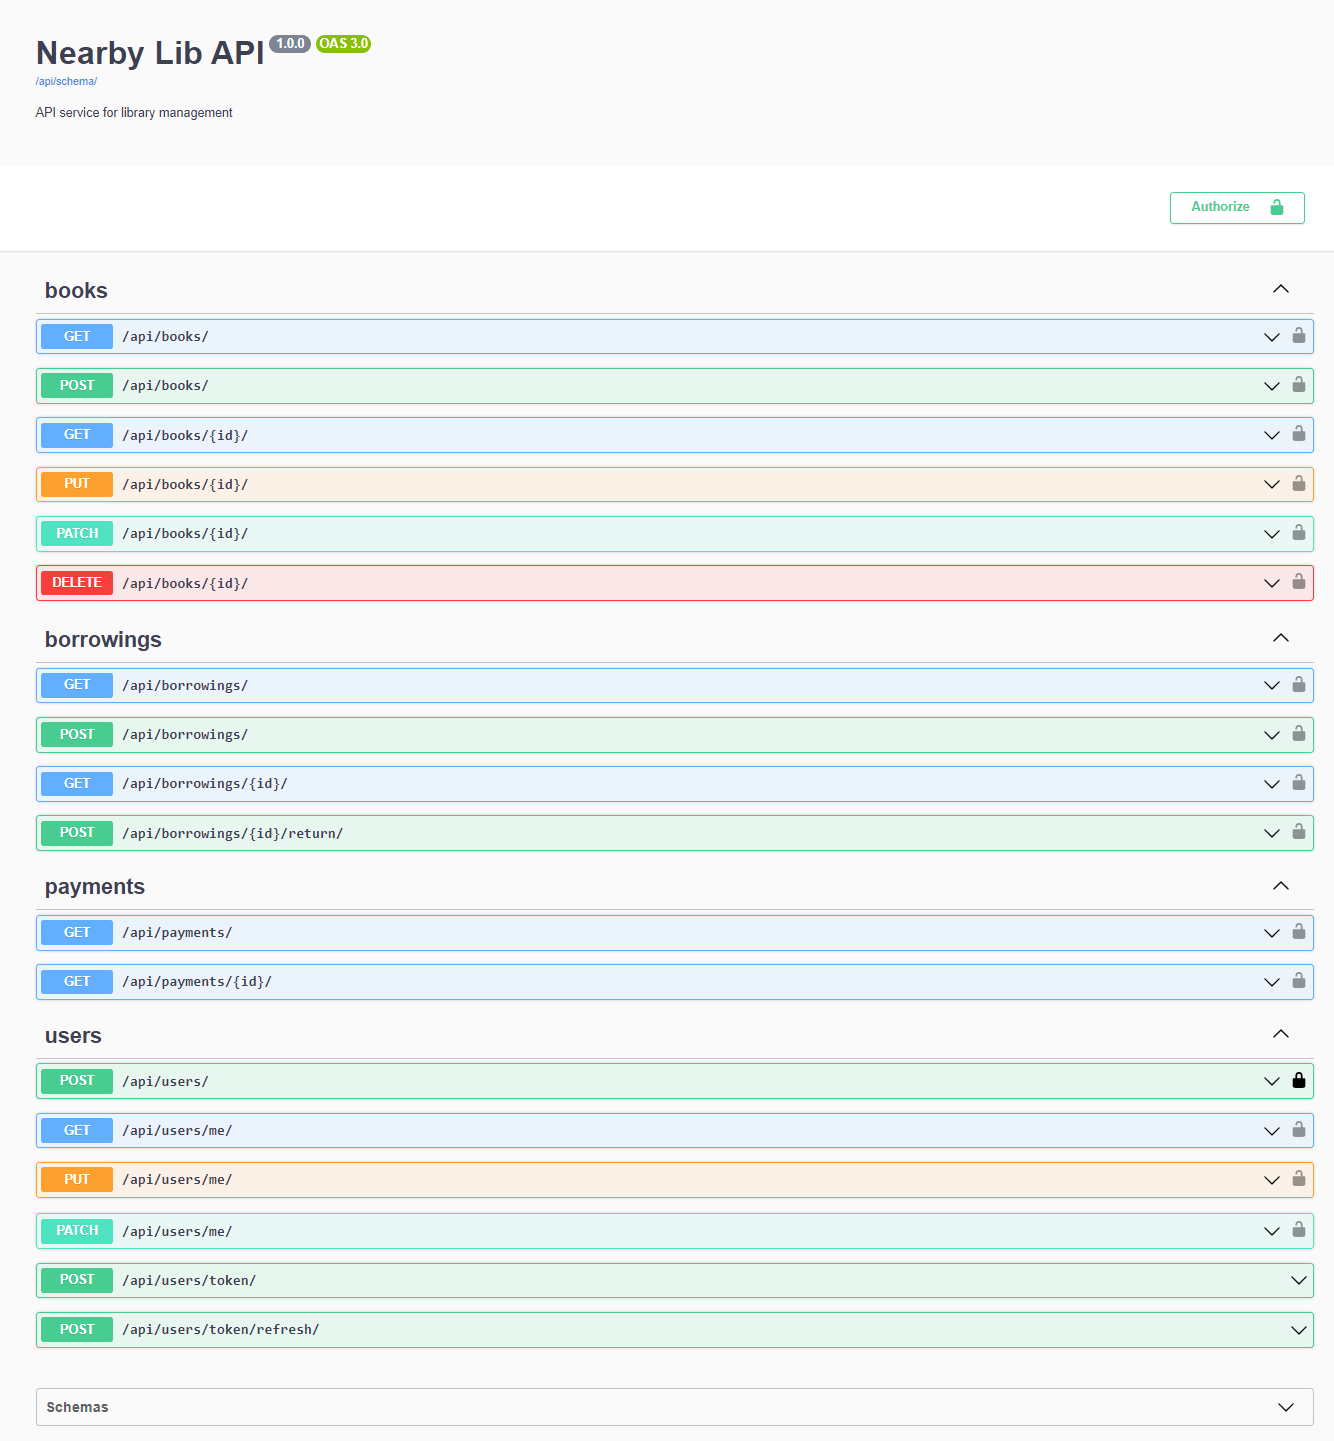 Nearby Lib API 1.0.0 OAS 3.0
/api/schema/
API service for library management
Authorize
books
GET /api/books/
POST /api/books/
GET /api/books/{id}/
PUT /api/books/{id}/
PATCH /api/books/{id}/
DELETE /api/books/{id}/
borrowings
GET /api/borrowings/
POST /api/borrowings/
GET /api/borrowings/{id}/
POST /api/borrowings/{id}/return/
payments
GET /api/payments/
GET /api/payments/{id}/
users
POST /api/users/
GET /api/users/me/
PUT /api/users/me/
PATCH /api/users/me/
POST /api/users/token/
POST /api/users/token/refresh/
Schemas